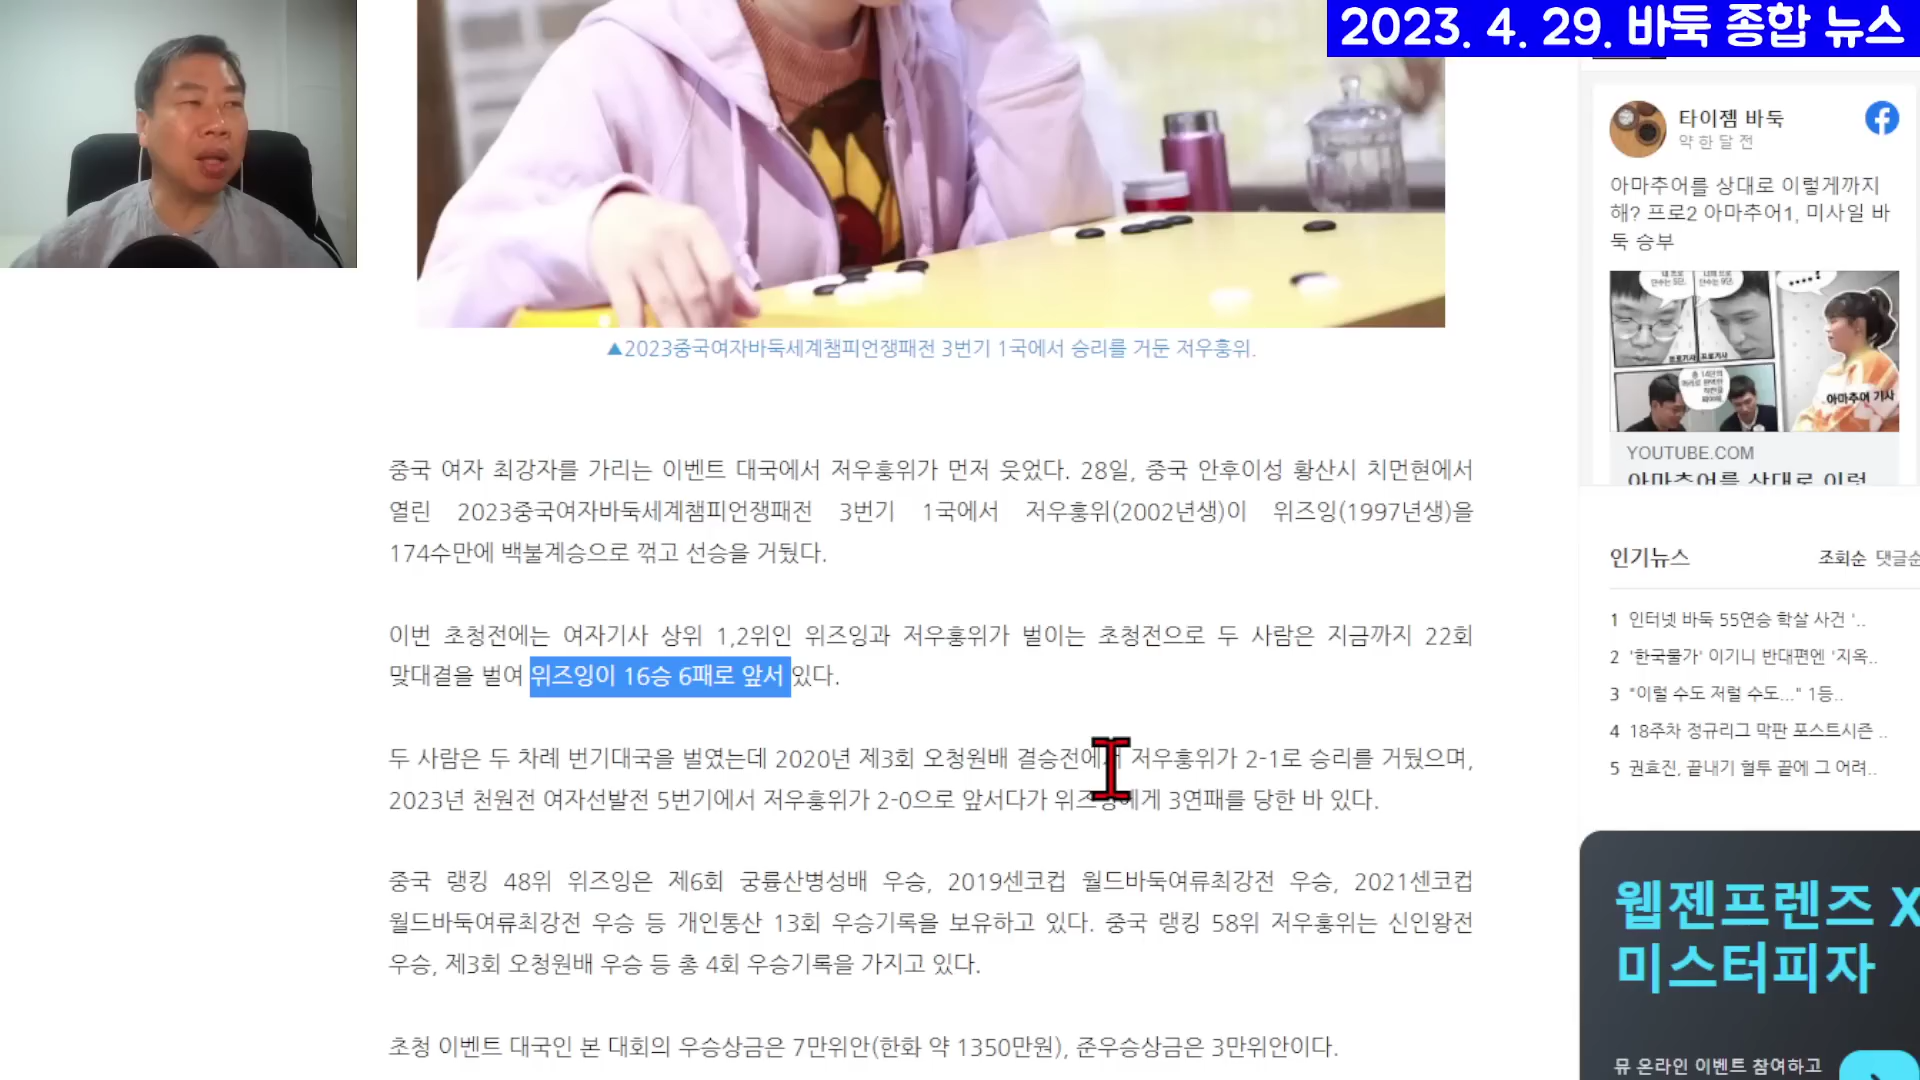 2023. 4. 29. 바둑 종합 뉴스
▲2023중국여자바둑세계챔피언쟁패전 3번기 1국에서 승리를 거둔 저우훙위.
중국 여자 최강자를 가리는 이벤트 대국에서 저우훙위가 먼저 웃었다. 28일, 중국 안후이성 황산시 치먼현에서
열린 2023중국여자바둑세계챔피언쟁패전 3번기 1국에서 저우훙위(2002년생)이 위즈잉(1997년생)을
174수만에 백불계승으로 꺾고 선승을 거뒀다.
이번 초청전에는 여자기사 상위 1,2위인 위즈잉과 저우훙위가 벌이는 초청전으로 두 사람은 지금까지 22회
맞대결을 벌여 위즈잉이 16승 6패로 앞서 있다.
두 사람은 두 차례 번기대국을 벌였는데 2020년 제3회 오청원배 결승전에서 저우훙위가 2-1로 승리를 거뒀으며,
2023년 천원전 여자선발전 5번기에서 저우훙위가 2-0으로 앞서다가 위즈잉에게 3연패를 당한 바 있다.
중국 랭킹 48위 위즈잉은 제6회 궁륭산병성배 우승, 2019센코컵 월드바둑여류최강전 우승, 2021센코컵
월드바둑여류최강전 우승 등 개인통산 13회 우승기록을 보유하고 있다. 중국 랭킹 58위 저우훙위는 신인왕전
우승, 제3회 오청원배 우승 등 총 4회 우승기록을 가지고 있다.
초청 이벤트 대국인 본 대회의 우승상금은 7만위안(한화 약 1350만원), 준우승상금은 3만위안이다.
타이젬 바둑
약 한 달 전
아마추어를 상대로 이렇게까지
해? 프로2 아마추어1, 미사일 바
둑 승부
프로기사 프로기사
아마추어 기사
YOUTUBE.COM
아마추어를 상대로 이렇
인기뉴스 조회순 댓글순
1 인터넷 바둑 55연승 학살 사건 '..
2 '한국물가' 이기니 반대편엔 '지옥..
3 "이럴 수도 저럴 수도..." 1등..
4 18주차 정규리그 막판 포스트시즌 ..
5 권효진, 끝내기 혈투 끝에 그 어려..
웹젠프렌즈 X
미스터피자
뮤 온라인 이벤트 참여하고